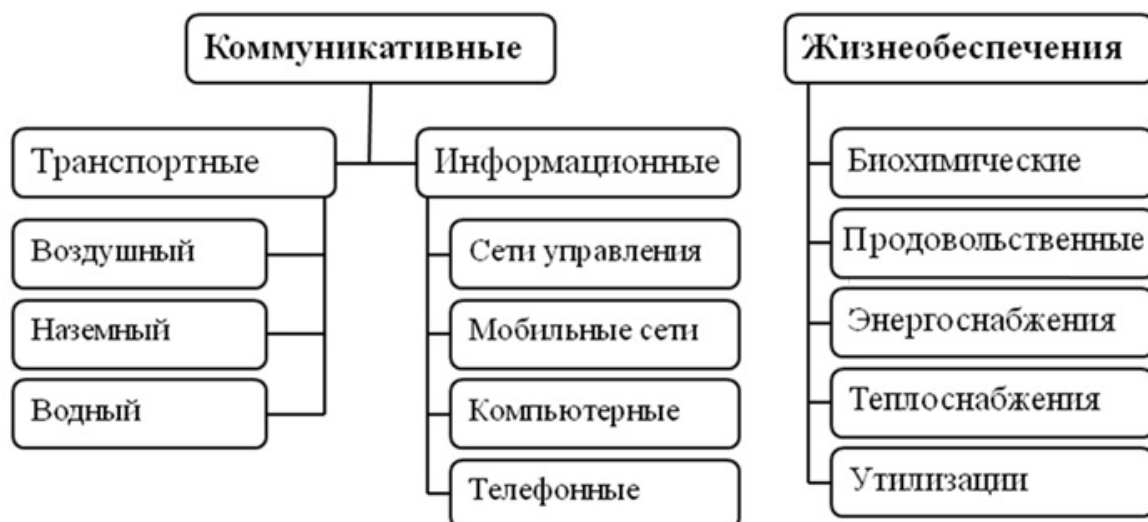 Коммуникативные
Жизнеобеспечения
Транспортные
Информационные
Воздушный
Наземный
Водный
Сети управления
Мобильные сети
Компьютерные
Телефонные
Биохимические
Продовольственные
Энергоснабжения
Теплоснабжения
Утилизации